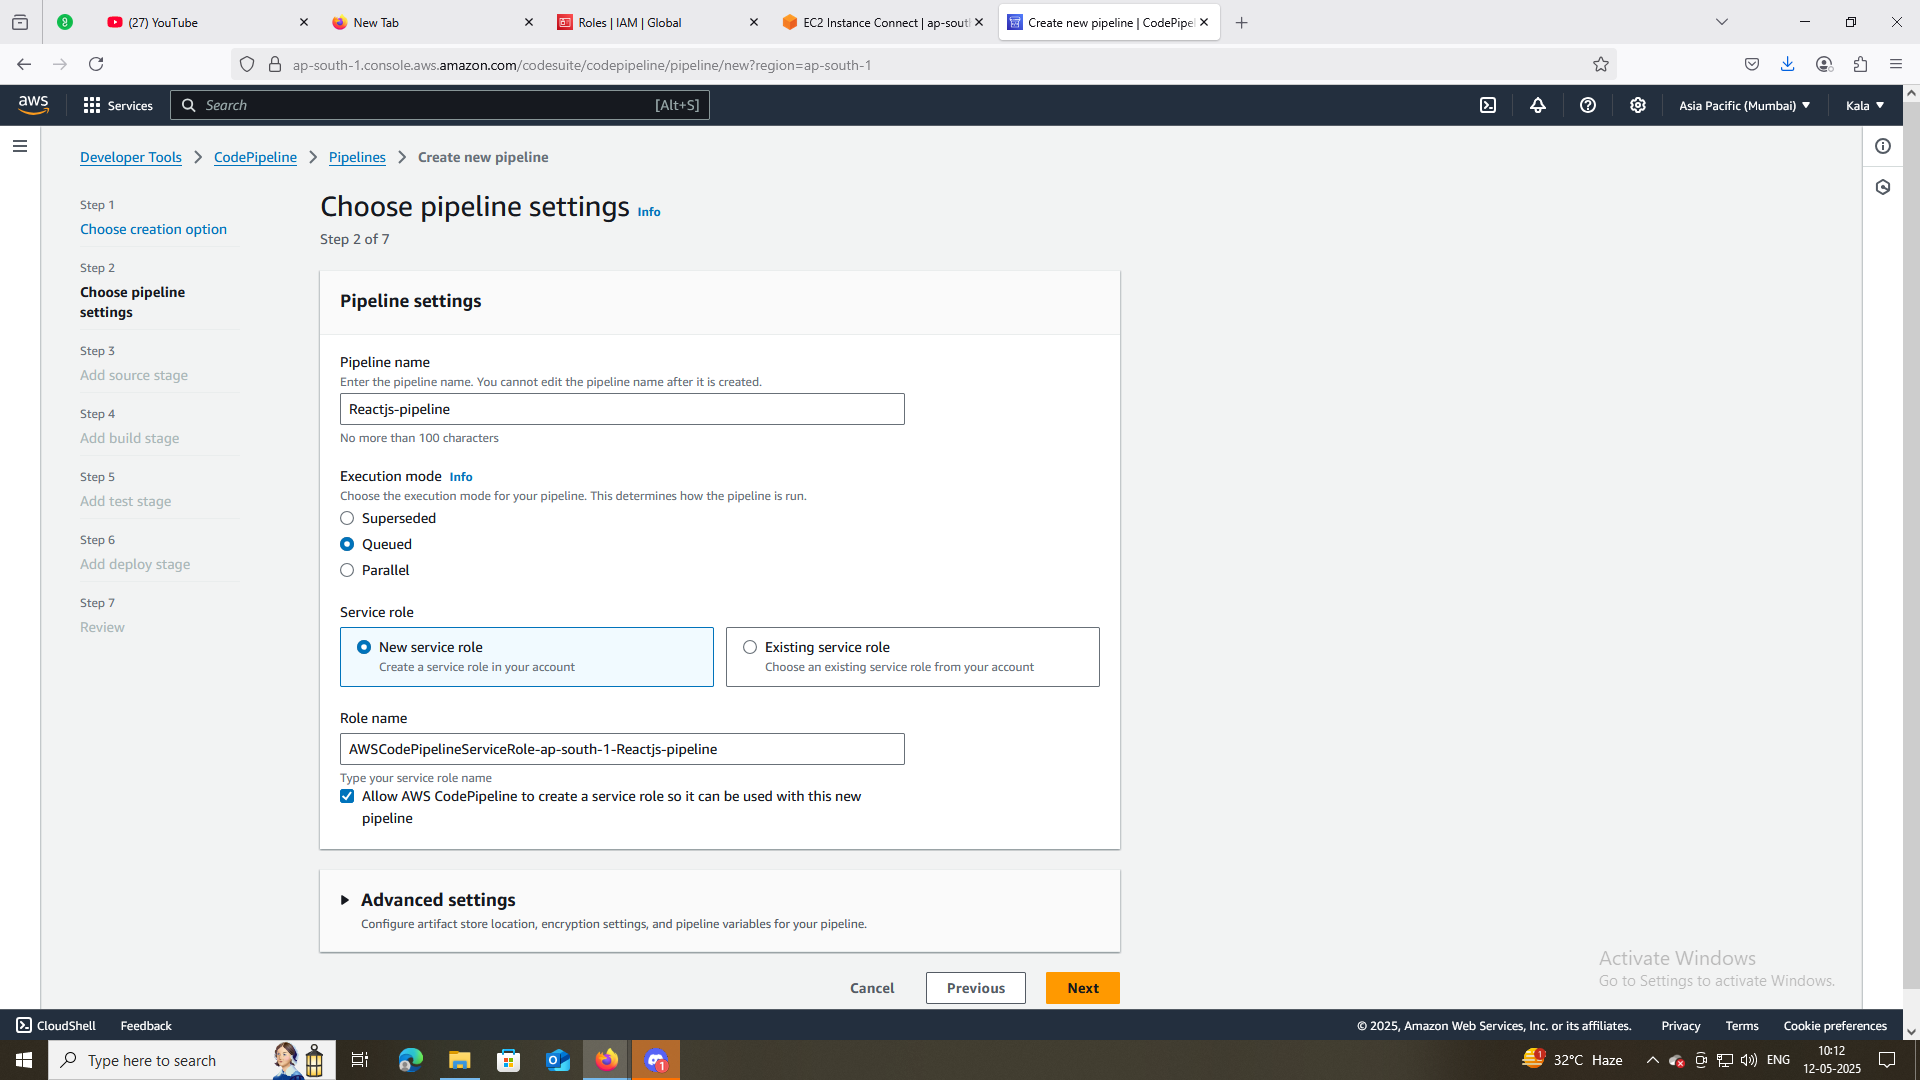 (27) YouTube
New Tab
Roles | IAM | Global
EC2 Instance Connect | ap-sout
Create new pipeline | CodePipe
ap-south-1.console.aws.amazon.com/codesuite/codepipeline/pipeline/new?region=ap-south-1
aws
Services
Search
[Alt+S]
Asia Pacific (Mumbai)
Kala
Developer Tools
CodePipeline
Pipelines
Create new pipeline
Step 1
Choose creation option
Step 2
Choose pipeline
settings
Step 3
Add source stage
Step 4
Add build stage
Step 5
Add test stage
Step 6
Add deploy stage
Step 7
Review
Choose pipeline settings Info
Step 2 of 7
Pipeline settings
Pipeline name
Enter the pipeline name. You cannot edit the pipeline name after it is created.
Reactjs-pipeline
No more than 100 characters
Execution mode Info
Choose the execution mode for your pipeline. This determines how the pipeline is run.
Superseded
Queued
Parallel
Service role
New service role
Create a service role in your account
Existing service role
Choose an existing service role from your account
Role name
AWSCodePipelineServiceRole-ap-south-1-Reactjs-pipeline
Type your service role name
Allow AWS CodePipeline to create a service role so it can be used with this new
pipeline
Advanced settings
Configure artifact store location, encryption settings, and pipeline variables for your pipeline.
Cancel
Previous
Next
Activate Windows
Go to Settings to activate Windows.
CloudShell
Feedback
© 2025, Amazon Web Services, Inc. or its affiliates.
Privacy
Terms
Cookie preferences
Type here to search
1
1
32°C Haze
ENG
10:12
12-05-2025